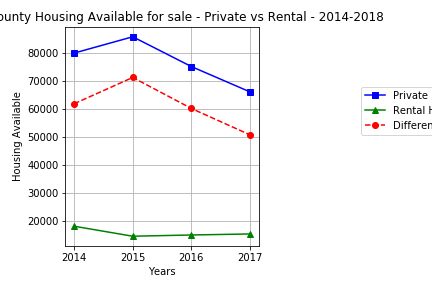 ounty Housing Available for sale - Private vs Rental - 2014-2018
80000
70000
60000
50000
40000
30000
20000
Housing Available
2014
2015
2016
2017
Years
Private
Rental H
Differen